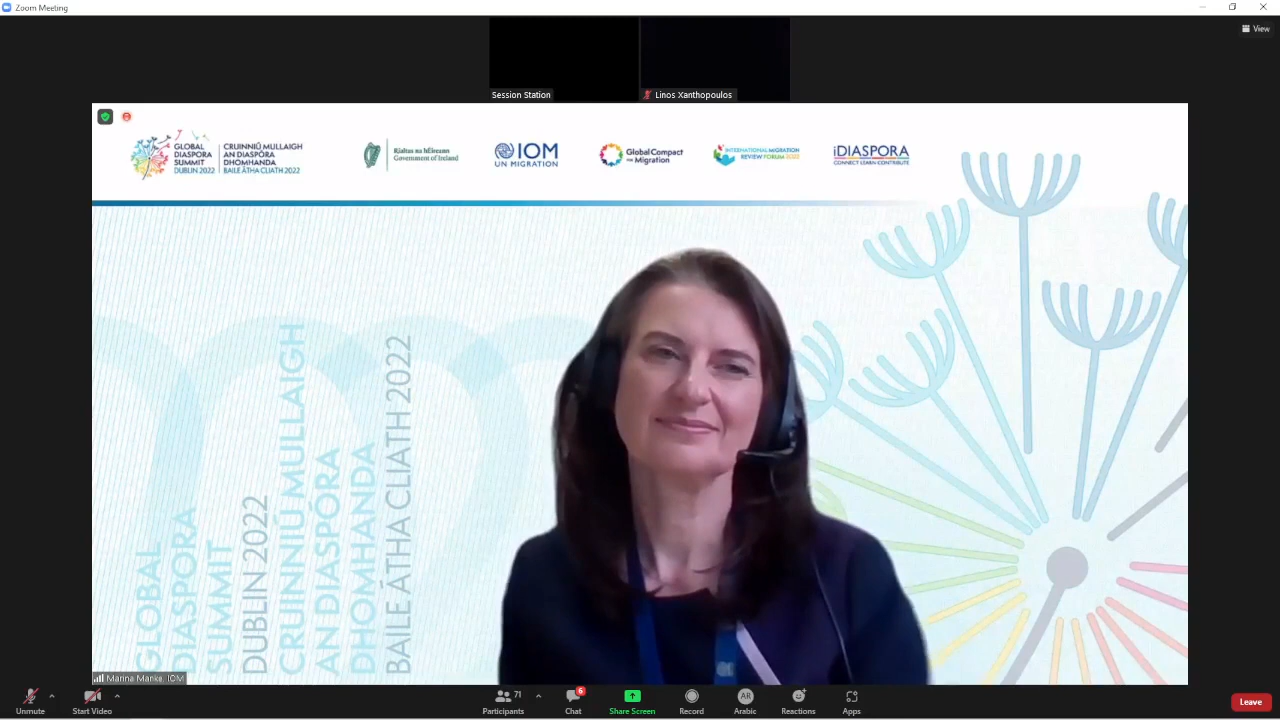 Zoom Meeting
View
Session Station
Linos Xanthopoulos
GLOBAL
DIASPORA
SUMMIT
DUBLIN 2022
CRUINNIÚ MULLAIGH
AN DIASPÓRA
DHOMHANDA
BAILE ÁTHA CLIATH 2022
Rialtas na hÉireann
Government of Ireland
IOM
UN MIGRATION
Global Compact
for Migration
INTERNATIONAL MIGRATION
REVIEW FORUM 2022
iDIASPORA
CONNECT LEARN CONTRIBUTE
GLOBAL
DIASPORA
SUMMIT
DUBLIN 2022
CRUINNIÚ MULLAIGH
AN DIASPÓRA
DHOMHANDA
BAILE ÁTHA CLIATH 2022
Marina Manke, IOM
Unmute
Start Video
71
Participants
6
Chat
Share Screen
Record
AR
Arabic
Reactions
Apps
Leave